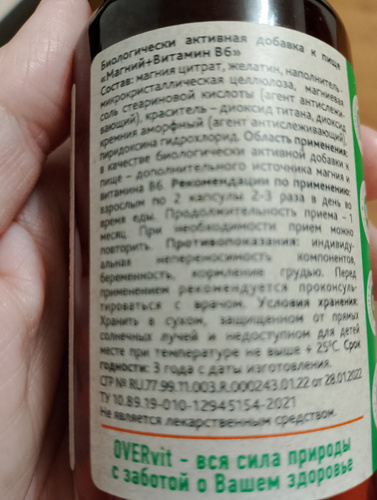 Биологически активная добавка к пище
«Магний+Витамин В6»
Состав: магния цитрат, желатин, наполнитель -
микрокристаллическая целлюлоза, магниевая
соль стеариновой кислоты (агент антислежи-
вающий), краситель – диоксид титана, диоксид
кремния аморфный (агент антислеживающий),
пиридоксина гидрохлорид. Область применения:
в качестве биологически активной добавки к
пище – дополнительного источника магния и
витамина В6. Рекомендации по применению:
взрослым по 2 капсулы 2-3 раза в день во
время еды. Продолжительность приема – 1
месяц. При необходимости прием можно
повторить. Противопоказания: индивиду-
альная непереносимость компонентов,
беременность, кормление грудью. Перед
применением рекомендуется проконсуль-
тироваться с врачом. Условия хранения:
Хранить в сухом, защищенном от прямых
солнечных лучей и недоступном для детей
месте при температуре не выше + 25°С. Срок
годности: 3 года с даты изготовления.
СГР № RU.77.99.11.003.R.000243.01.22 от 28.01.2022
ТУ 10.89.19-010-12945154-2021
Не является лекарственным средством.
OVERvit - вся сила природы
с заботой о Вашем здоровье